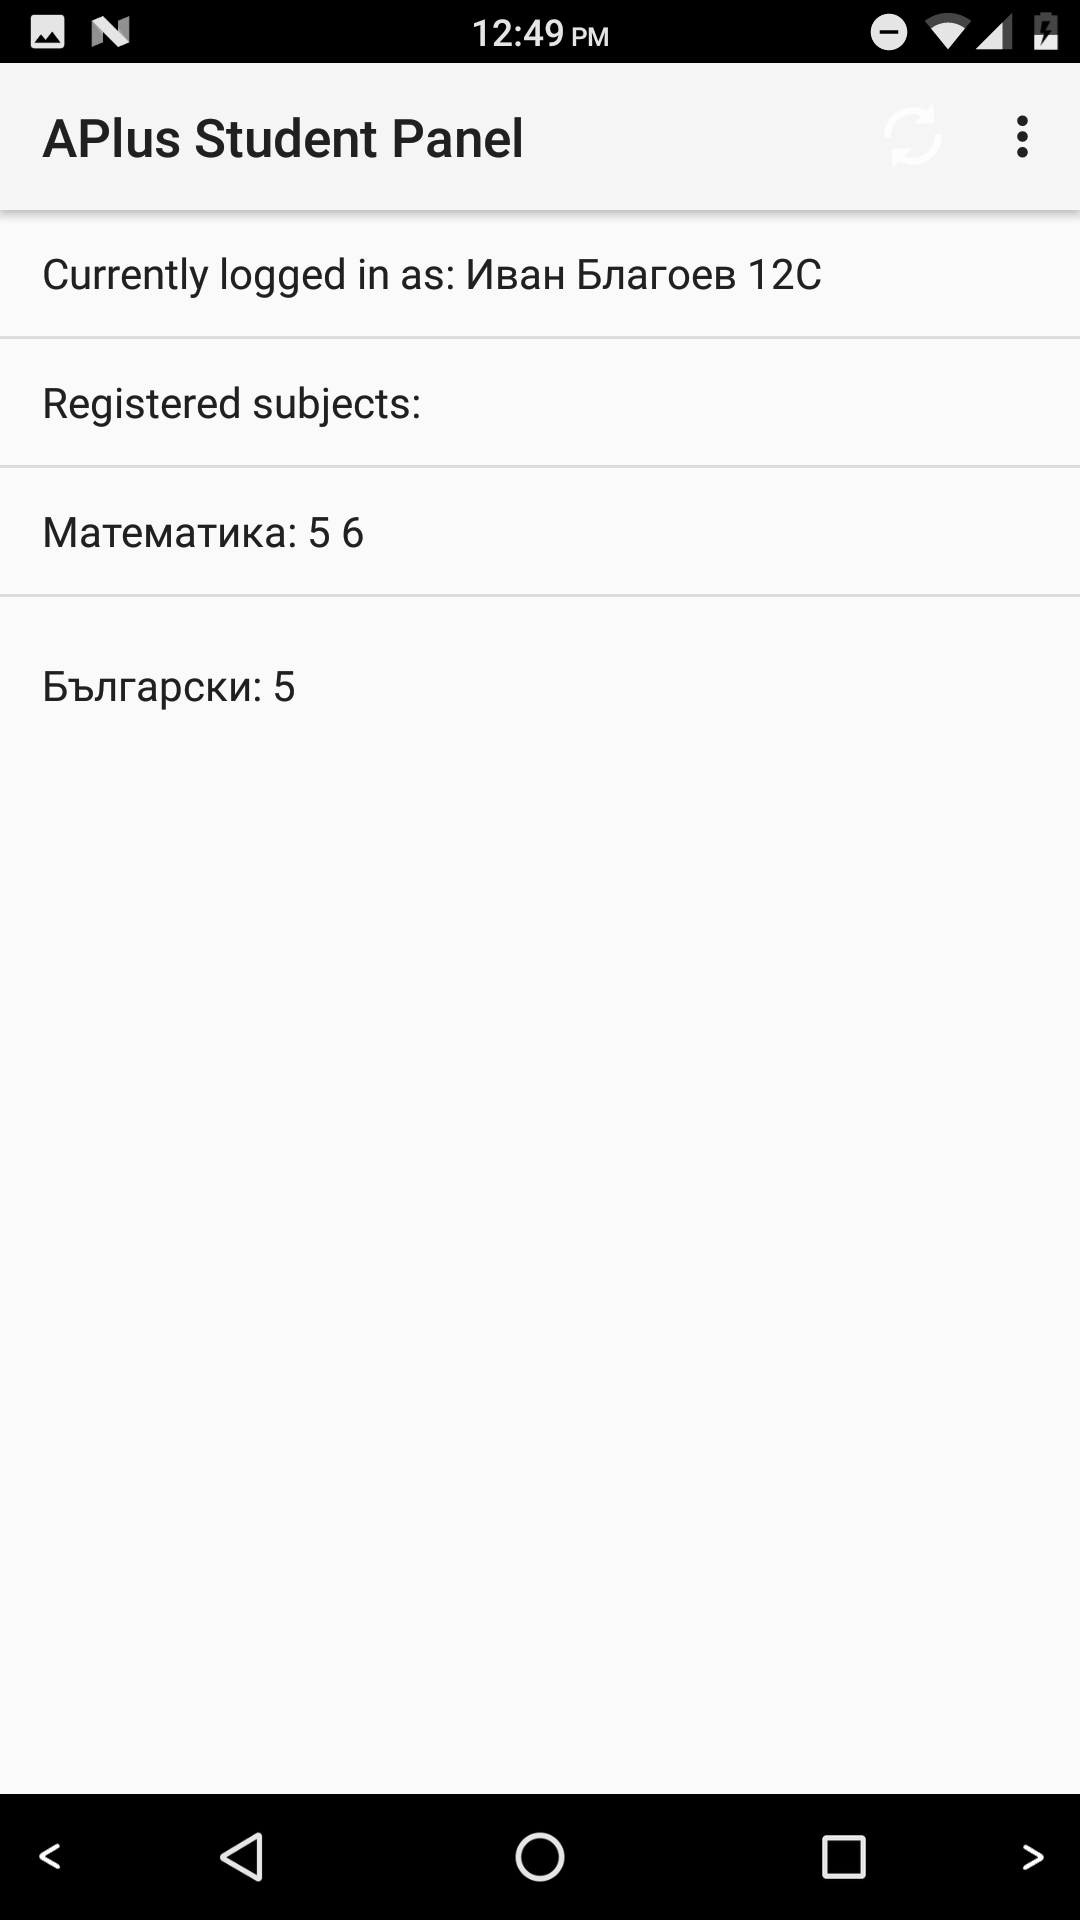 12:49 PM
APlus Student Panel
Currently logged in as: Иван Благоев 12C
Registered subjects:
Математика: 5 6
Български: 5